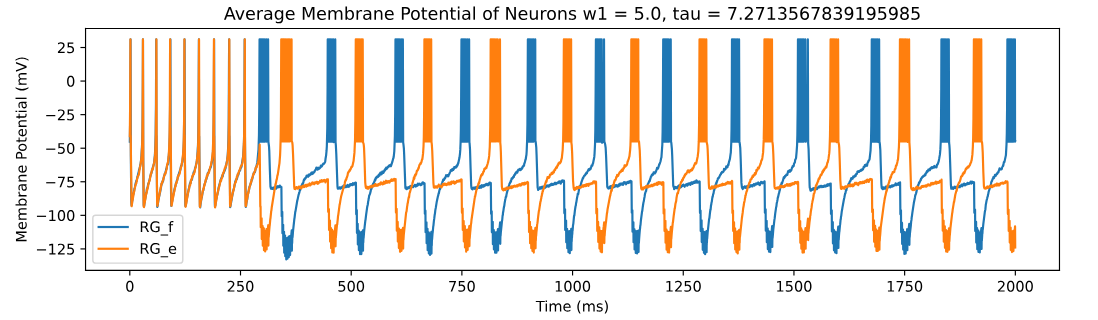 Average Membrane Potential of Neurons w1 = 5.0, tau = 7.2713567839195985
Membrane Potential (mV)
25
0
−25
−50
−75
−100
−125
RG_f
RG_e
0 250 500 750 1000 1250 1500 1750 2000
Time (ms)